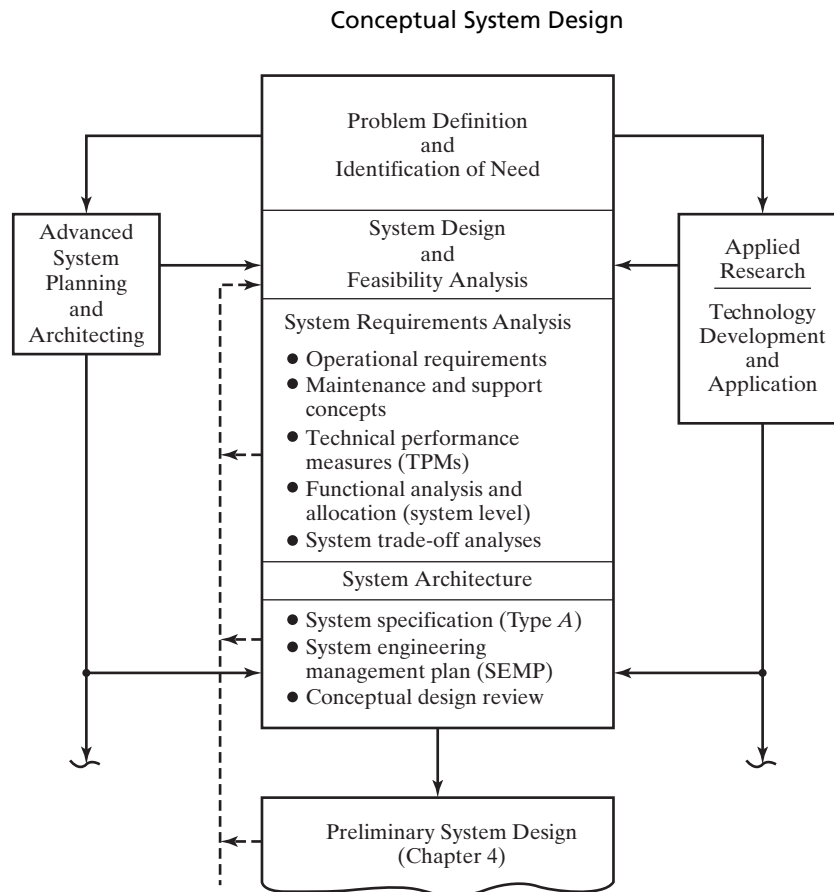 Conceptual System Design
Problem Definition
and
Identification of Need
Advanced
System
Planning
and
Architecting
System Design
and
Feasibility Analysis
Applied
Research
Technology
Development
and
Application
System Requirements Analysis
● Operational requirements
● Maintenance and support
concepts
● Technical performance
measures (TPMs)
● Functional analysis and
allocation (system level)
● System trade-off analyses
System Architecture
● System specification (Type A)
● System engineering
management plan (SEMP)
● Conceptual design review
Preliminary System Design
(Chapter 4)